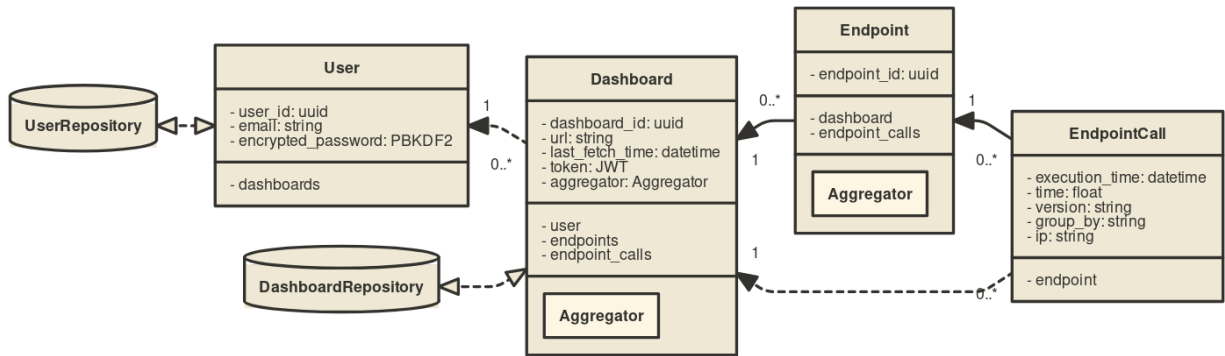 UserRepository
User
- user_id: uuid
- email: string
- encrypted_password: PBKDF2
- dashboards
1
0..*
DashboardRepository
Dashboard
- dashboard_id: uuid
- url: string
- last_fetch_time: datetime
- token: JWT
- aggregator: Aggregator
- user
- endpoints
- endpoint_calls
Aggregator
0..*
1
1
0..*
Endpoint
- endpoint_id: uuid
- dashboard
- endpoint_calls
Aggregator
1
0..*
EndpointCall
- execution_time: datetime
- time: float
- version: string
- group_by: string
- ip: string
- endpoint